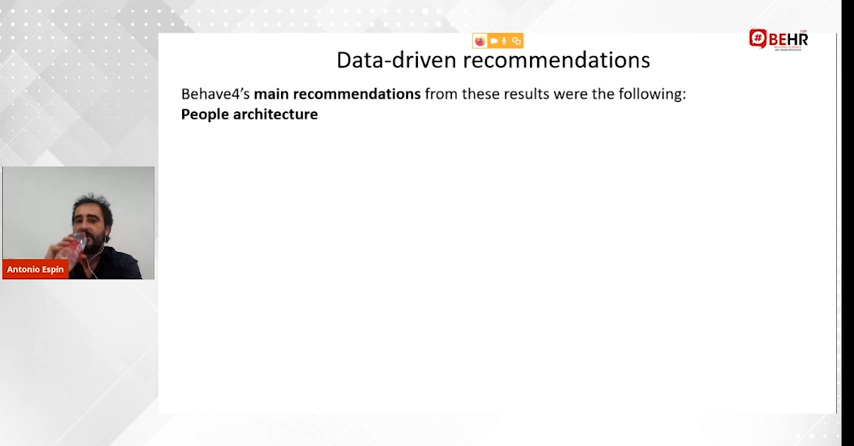 Data-driven recommendations
#BEHR
Behave4’s main recommendations from these results were the following:
People architecture
Antonio Espín